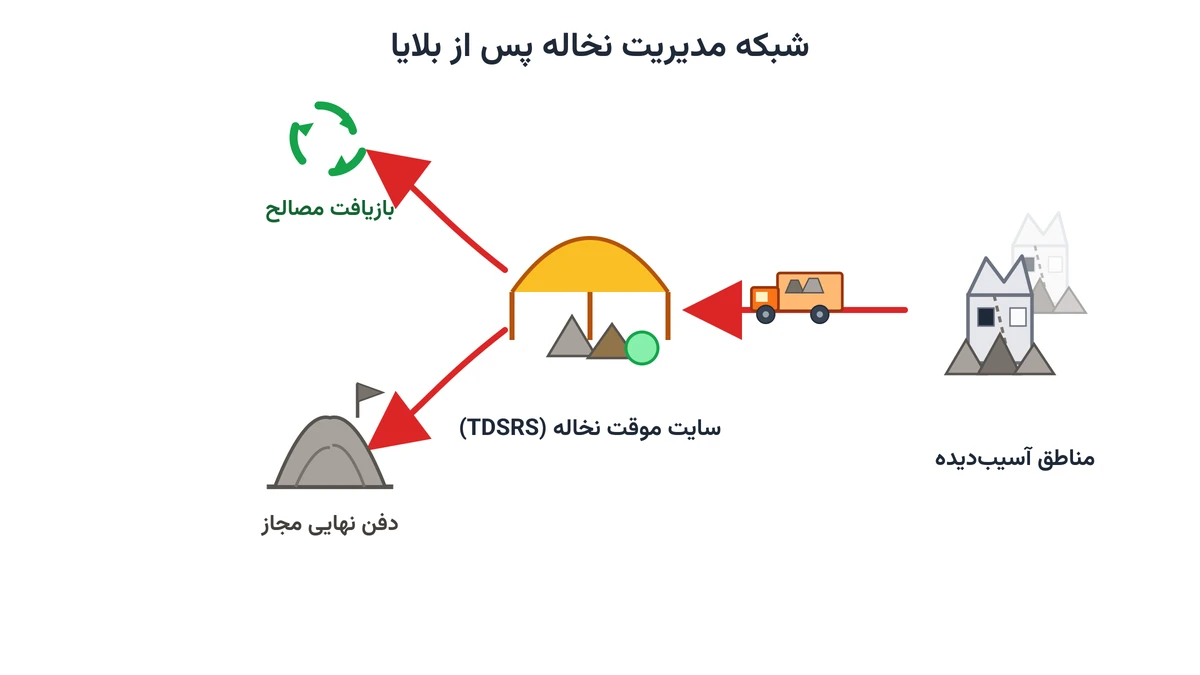 شبکه مدیریت نخاله پس از بلایا
بازیافت مصالح
سایت موقت نخاله (TDSRS)
مناطق آسیب‌دیده
دفن نهایی مجاز